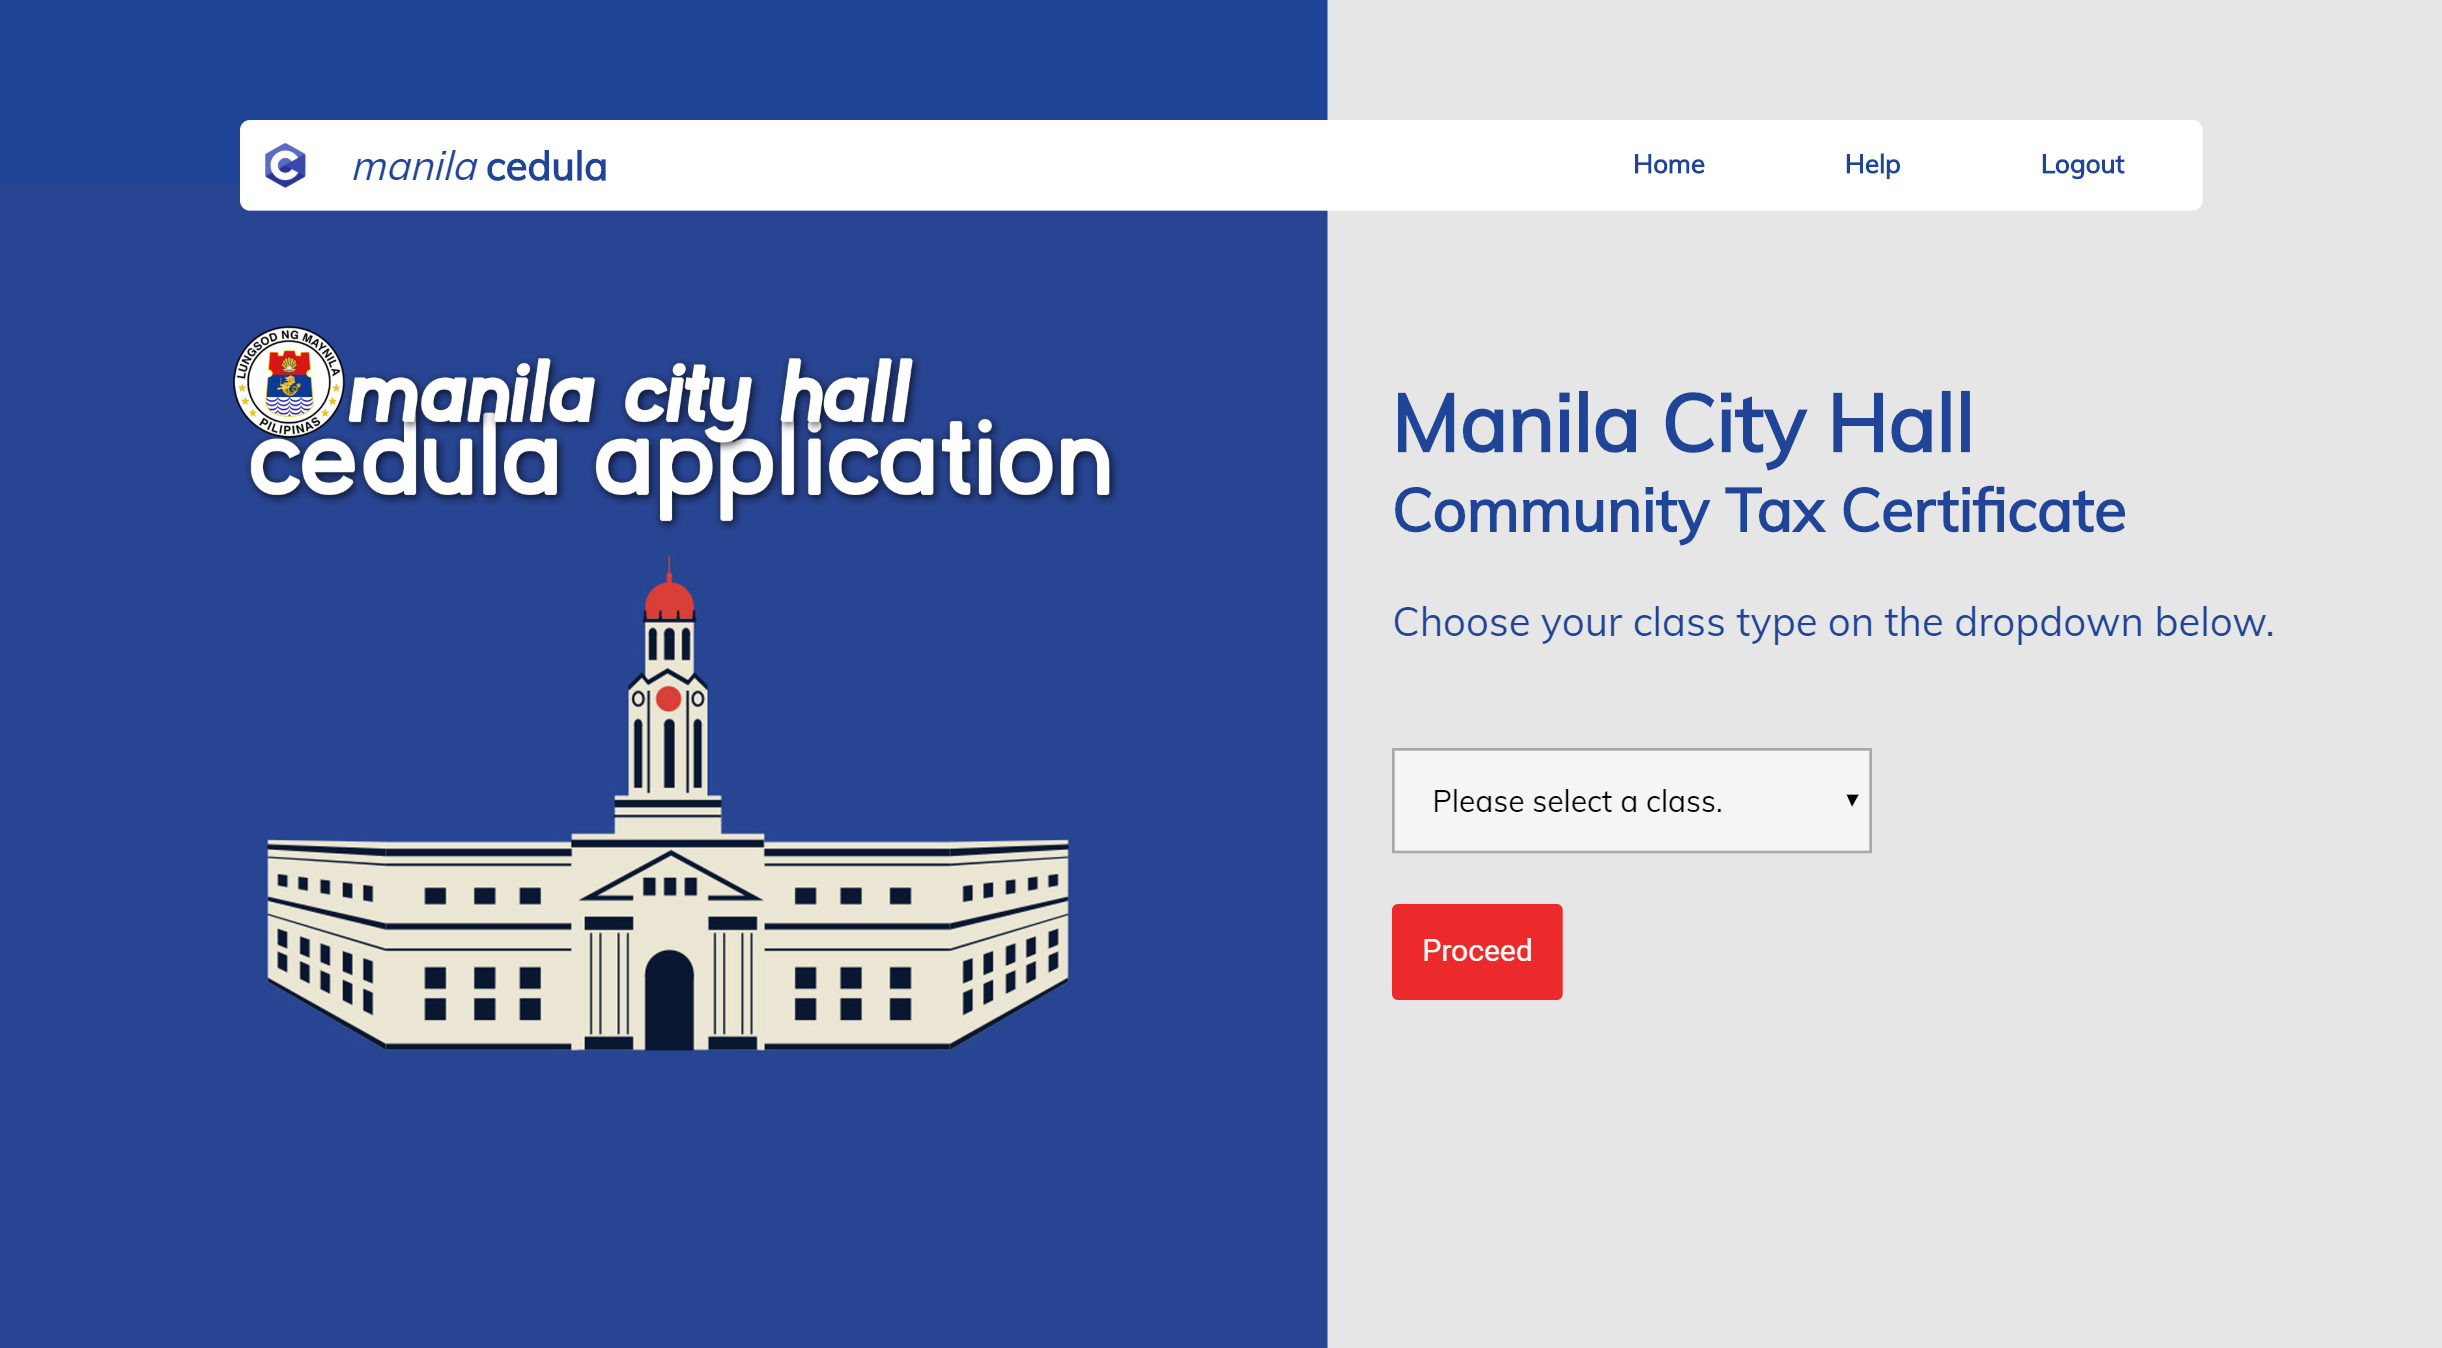 manila cedula
Home
Help
Logout
LUNGSOD NG MAYNILA
PILIPINAS
manila city hall
cedula application
Manila City Hall
Community Tax Certificate
Choose your class type on the dropdown below.
Please select a class.
Proceed